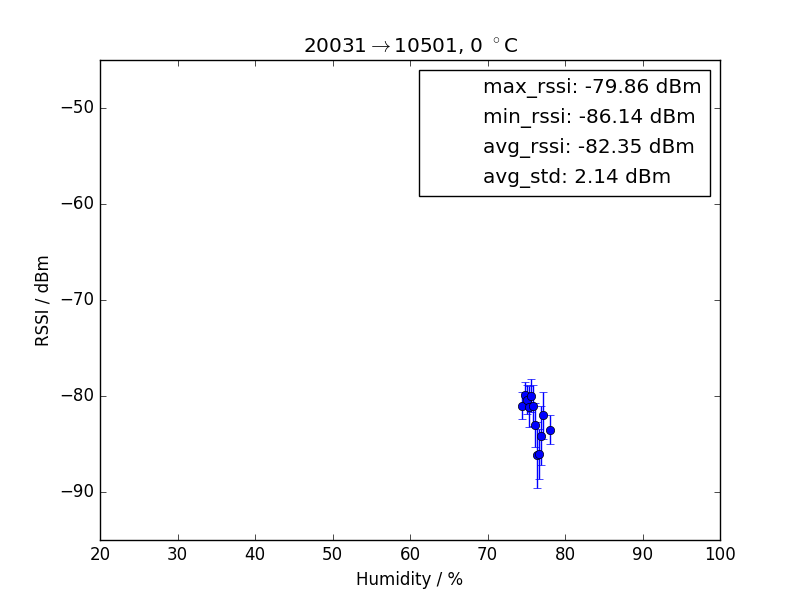 20031→10501, 0 °C
max_rssi: -79.86 dBm
min_rssi: -86.14 dBm
avg_rssi: -82.35 dBm
avg_std: 2.14 dBm
−50
−60
−70
−80
−90
RSSI / dBm
20 30 40 50 60 70 80 90 100
Humidity / %